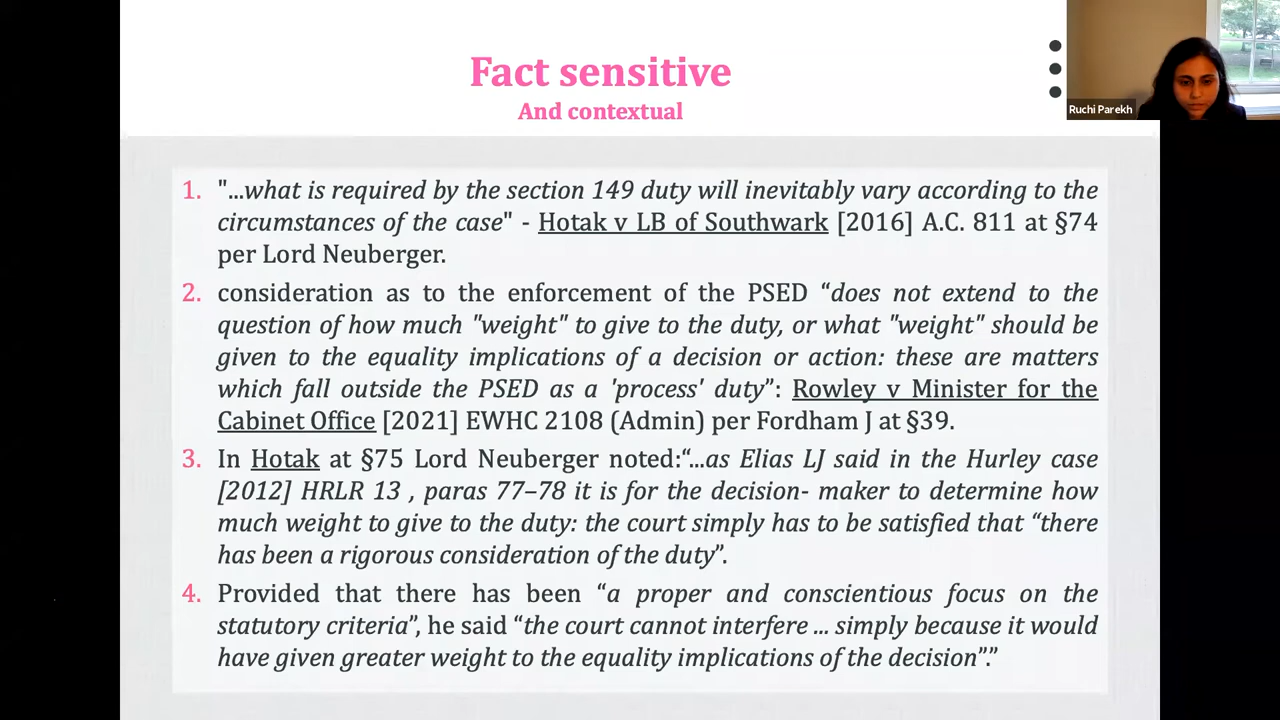 Fact sensitive
And contextual
Ruchi Parekh
1. "...what is required by the section 149 duty will inevitably vary according to the
circumstances of the case" - Hotak v LB of Southwark [2016] A.C. 811 at §74
per Lord Neuberger.
2. consideration as to the enforcement of the PSED “does not extend to the
question of how much "weight" to give to the duty, or what "weight" should be
given to the equality implications of a decision or action: these are matters
which fall outside the PSED as a 'process' duty”: Rowley v Minister for the
Cabinet Office [2021] EWHC 2108 (Admin) per Fordham J at §39.
3. In Hotak at §75 Lord Neuberger noted:“...as Elias LJ said in the Hurley case
[2012] HRLR 13 , paras 77–78 it is for the decision- maker to determine how
much weight to give to the duty: the court simply has to be satisfied that “there
has been a rigorous consideration of the duty”.
4. Provided that there has been “a proper and conscientious focus on the
statutory criteria”, he said “the court cannot interfere ... simply because it would
have given greater weight to the equality implications of the decision”.”